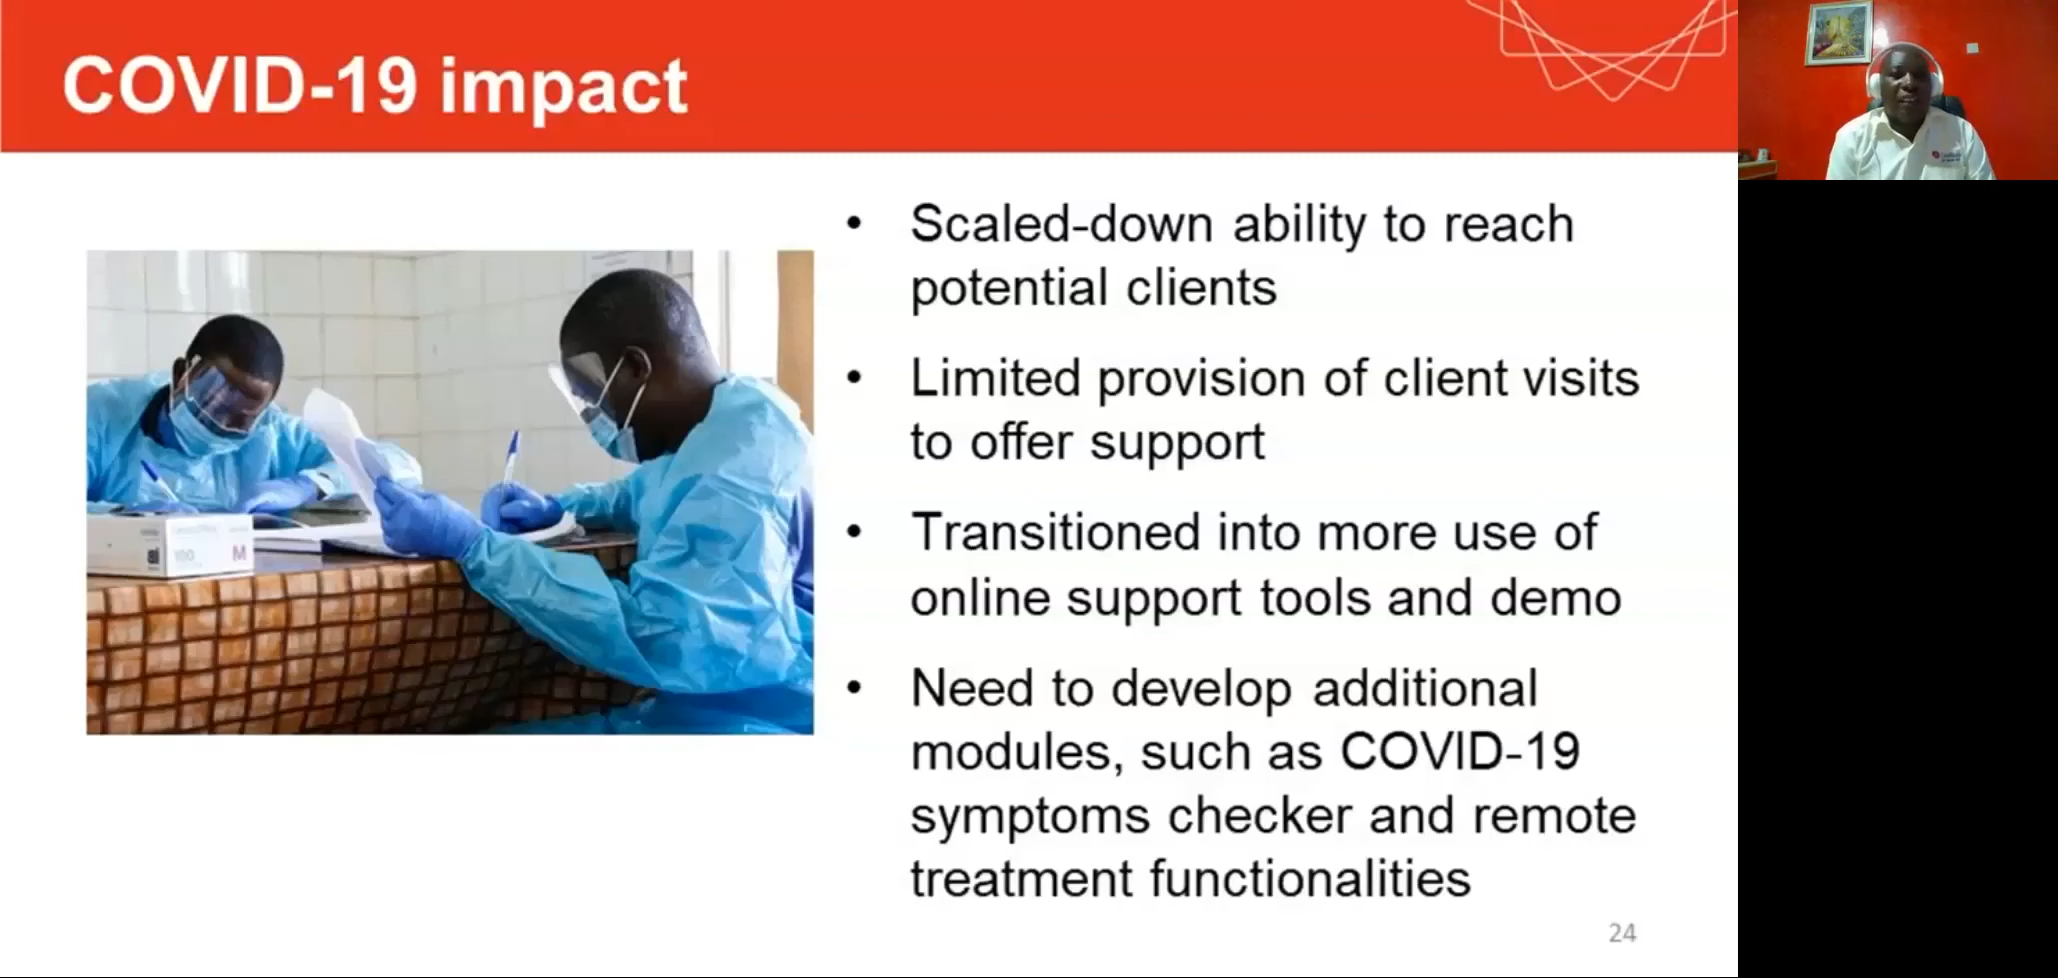 COVID-19 impact
• Scaled-down ability to reach
potential clients
• Limited provision of client visits
to offer support
• Transitioned into more use of
online support tools and demo
• Need to develop additional
modules, such as COVID-19
symptoms checker and remote
treatment functionalities
100
M
24